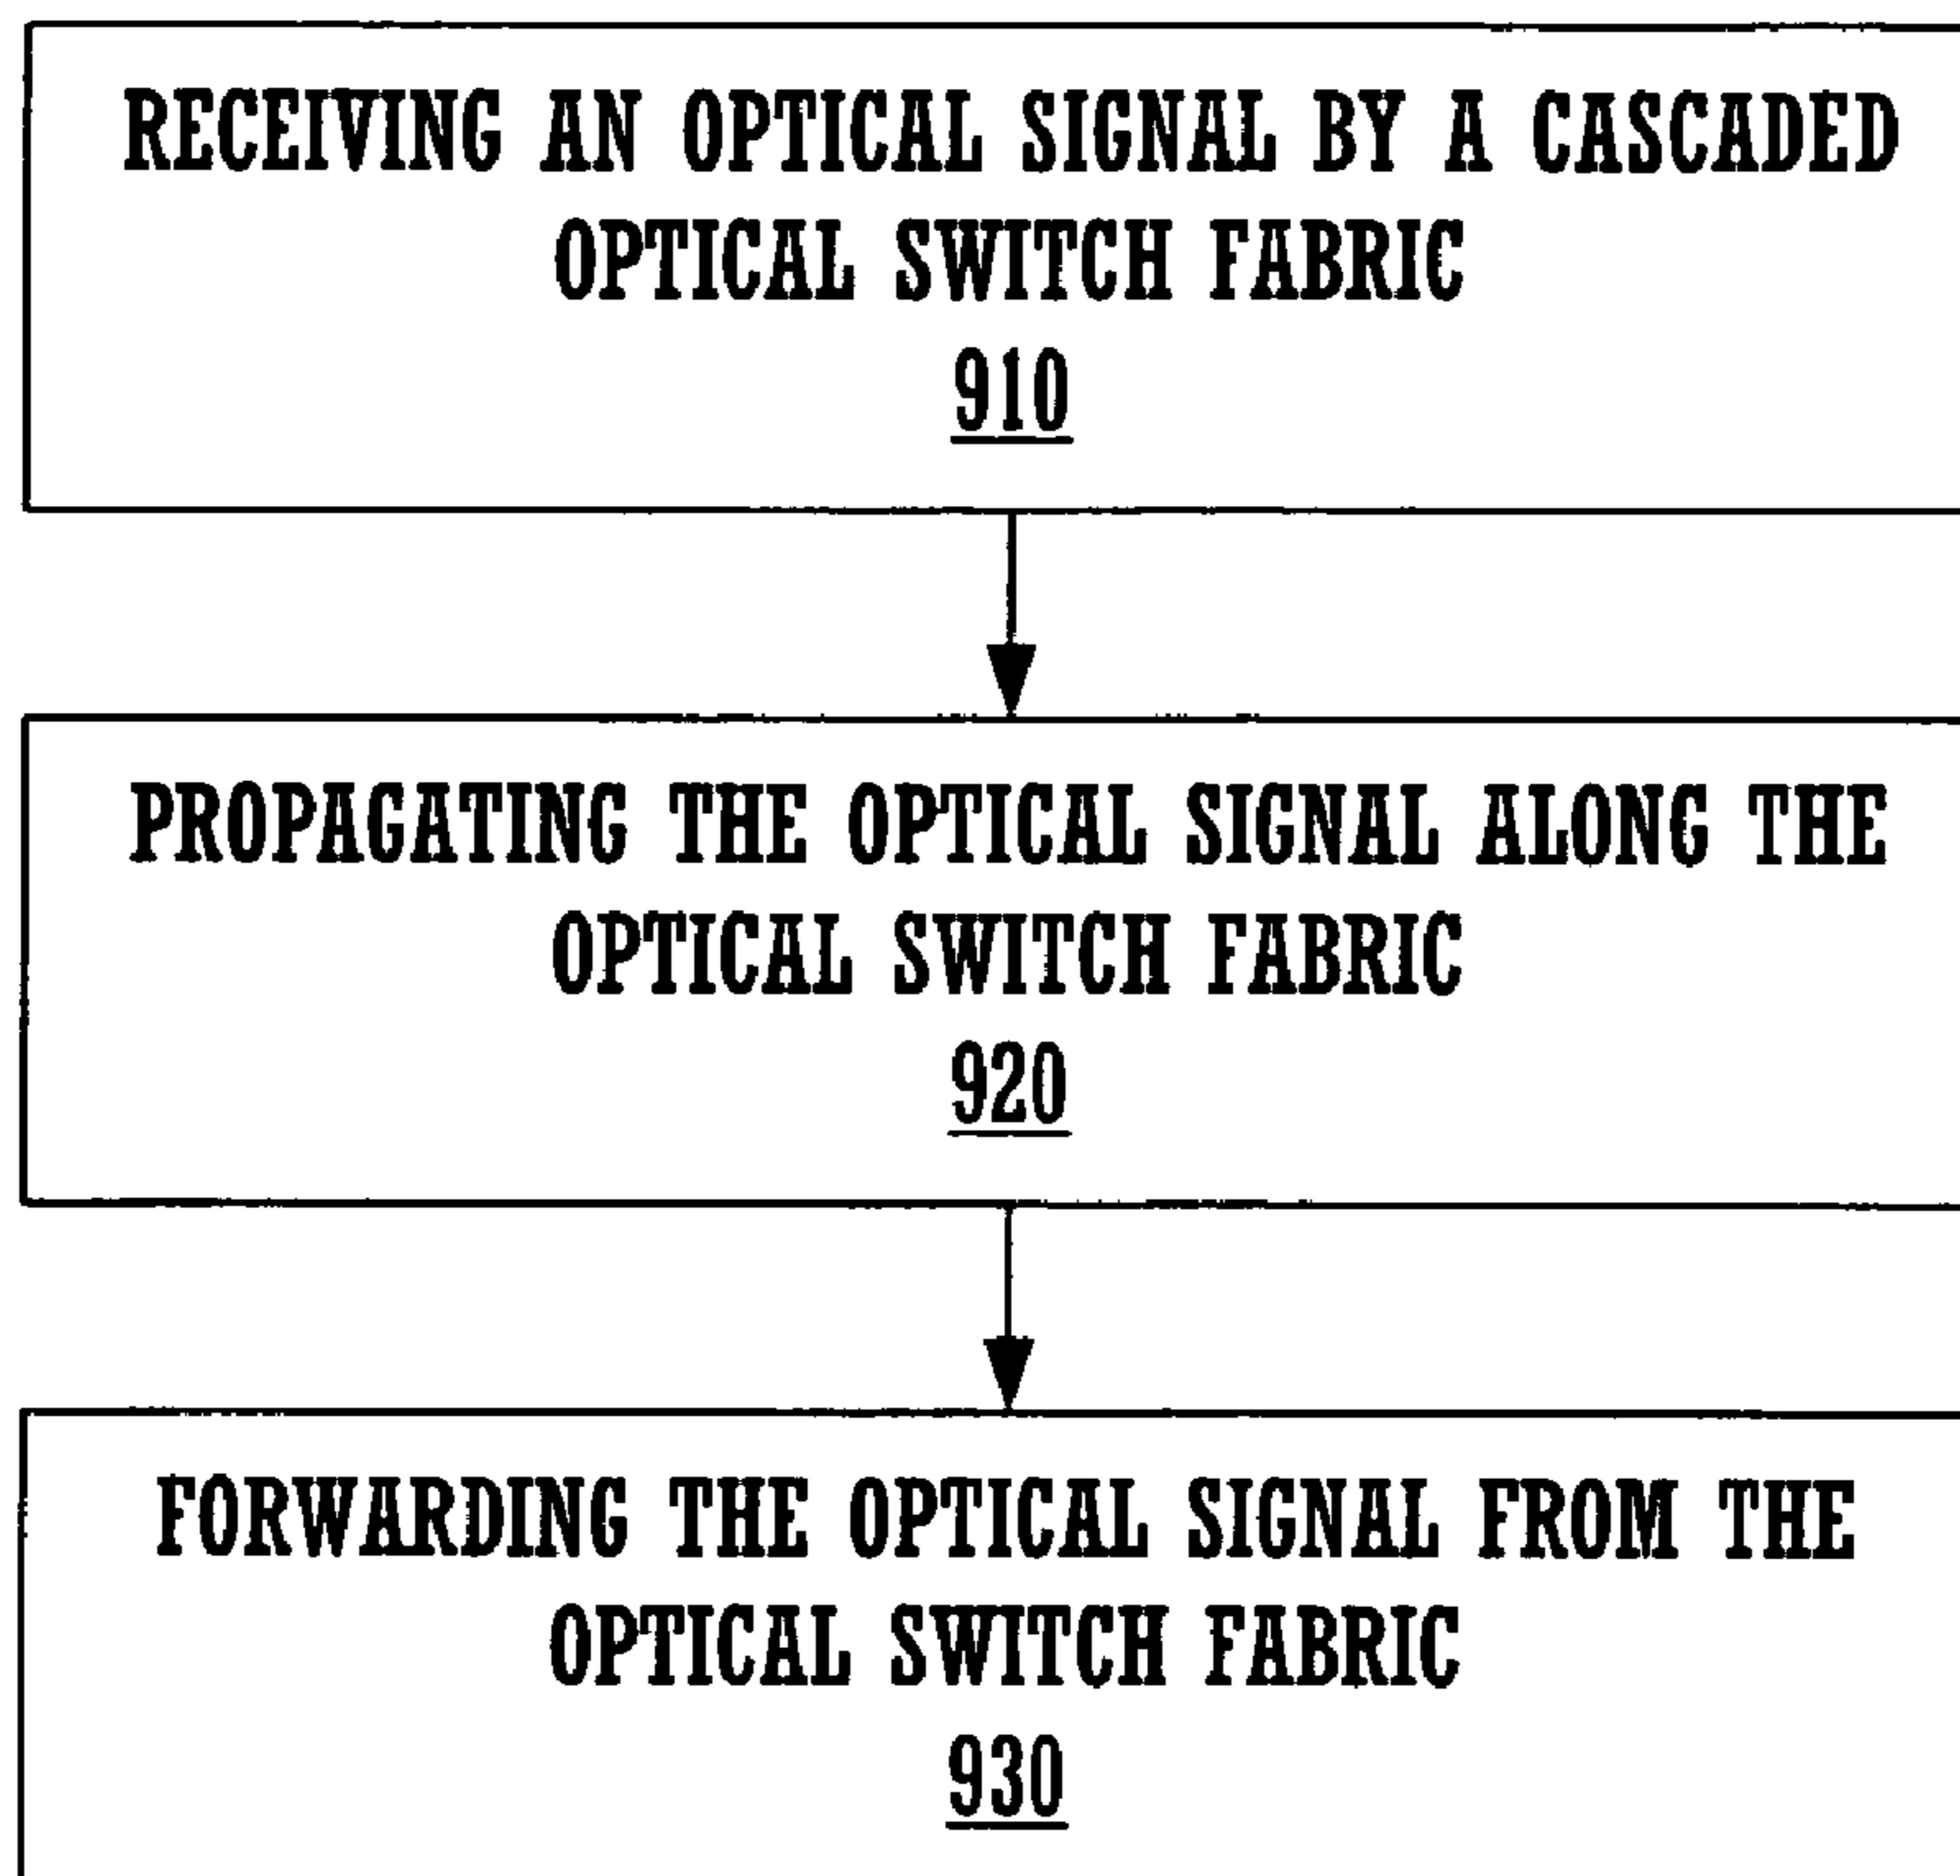 RECEIVING AN OPTICAL SIGNAL BY A CASCADED
OPTICAL SWITCH FABRIC
910
PROPAGATING THE OPTICAL SIGNAL ALONG THE
OPTICAL SWITCH FABRIC
920
FORWARDING THE OPTICAL SIGNAL FROM THE
OPTICAL SWITCH FABRIC
930